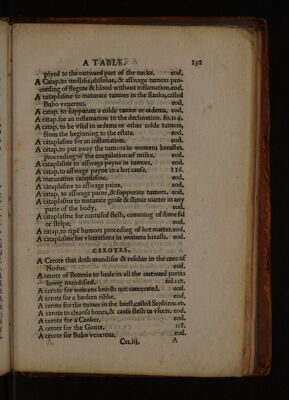 A TABLE. 192
plyed to the outward part of the necke. eod.
A Catap, to mollifie, dissolue, & asswage tumors pro-
ceeding of flegme & blood without inflamation. eod.
A cataplasme to maturate tumors in the flankes, called
Bubo venereus. eod.
A catap. to suppurate a colde tumor or œdema. eod.
A catap. for an inflamation in the declination. fo.114.
A catap. to be vsed in œdems or other colde tumors,
from the beginning to the estate. eod.
A cataplasme for an inflamation. eod.
A catap. to put away the tumors in womens breastes,
proceeding of the coagulation of milke. eod.
A cataplasme to asswage payne in tumors. eod.
A catap. to asswage payne in a hot cause. 116.
A maturatiue cataplasme. eod.
A cataplasme to asswage paine. eod.
A catap. to asswage paine, & suppurate tumors. eod.
A cataplasme to maturate grose & slimie matter in any
parte of the body. eod.
A cataplasme for contused flesh, comming of some fal
or stripe. eod.
A catap. to ripe humors proceding of hot matter. eod.
A cataplasme for vlcerations in womens breasts. eod.
CEROTES.
A Cerote that doth mundifie & resolue in the cure of
Nodus. eod.
A cerote of Betonie to heale in all the outward partes
being mundified. fol.117.
A cerote for womens breasts not vlcerated. eod.
A cerote for a broken ribbe. eod.
A cerote for the tumor in the brest, called Sephiros. eo.
A cerote to cleanse bones, & cause flesh in vlcers. eod.
A cerote for a Canker. eod.
A cerote for the Goute. 118.
A cerote for Bubo venereus. eod.
Ccc.iij. A